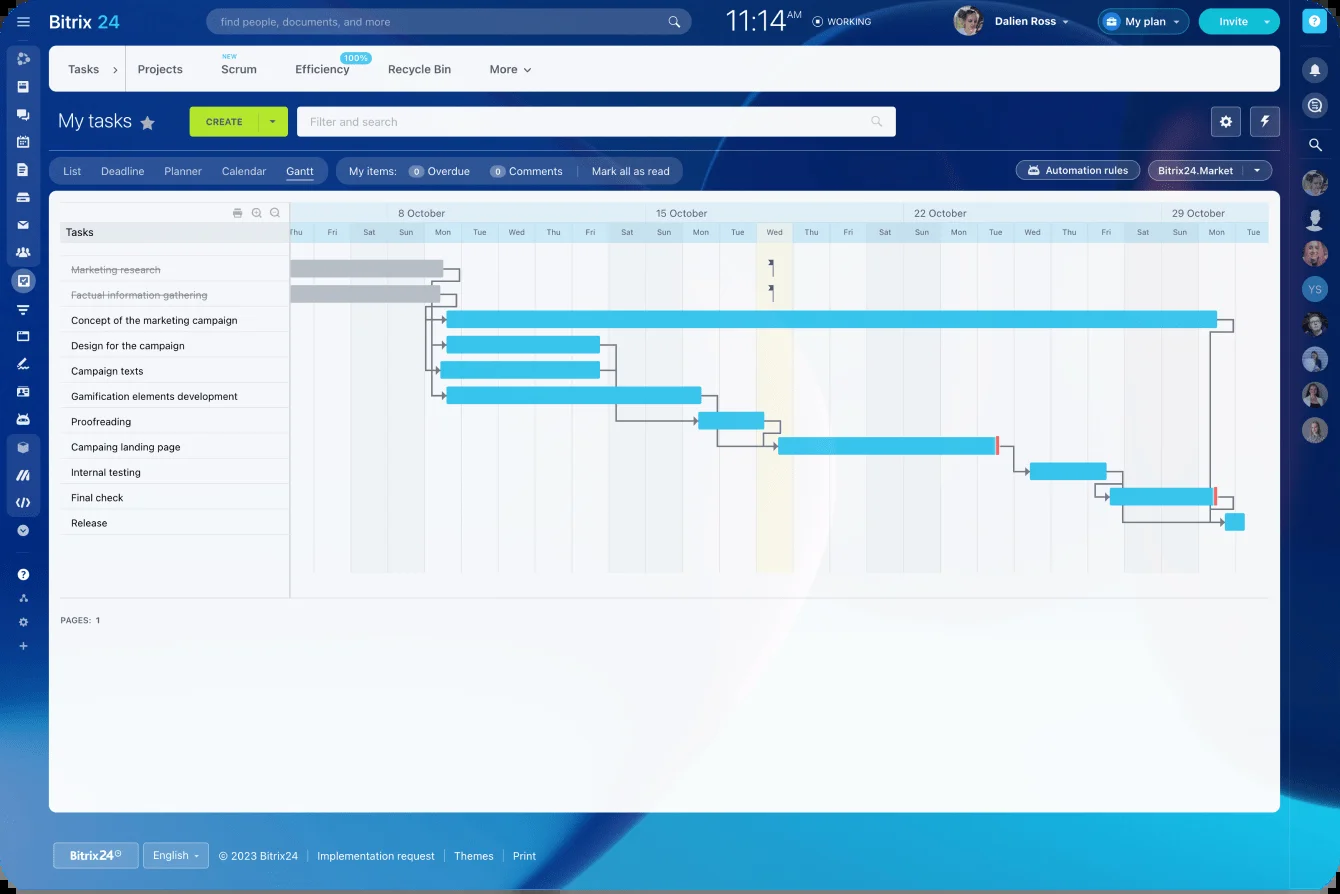 Bitrix 24
find people, documents, and more
11:14 AM
WORKING
Dalien Ross
My plan
Invite
?
Tasks
Projects
NEW
Scrum
Efficiency
100%
Recycle Bin
More
My tasks
CREATE
Filter and search
List
Deadline
Planner
Calendar
Gantt
My items:
0 Overdue
0 Comments
Mark all as read
Automation rules
Bitrix24.Market
8 October
15 October
22 October
29 October
Tasks
Thu Fri Sat Sun Mon Tue Wed Thu Fri Sat Sun Mon Tue Wed Thu Fri Sat Sun Mon Tue Wed Thu Fri Sat Sun Mon Tue
Marketing research
Factual information gathering
Concept of the marketing campaign
Design for the campaign
Campaign texts
Gamification elements development
Proofreading
Campaing landing page
Internal testing
Final check
Release
YS
?
PAGES: 1
Bitrix24
English
© 2023 Bitrix24
Implementation request
Themes
Print